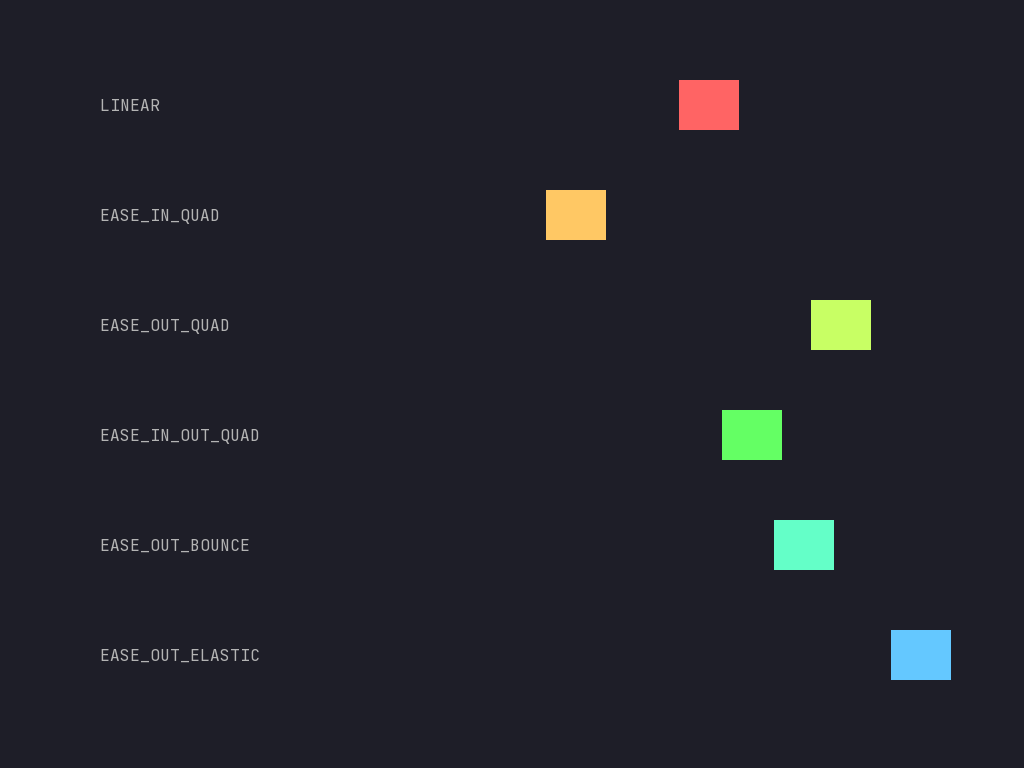 LINEAR
EASE_IN_QUAD
EASE_OUT_QUAD
EASE_IN_OUT_QUAD
EASE_OUT_BOUNCE
EASE_OUT_ELASTIC